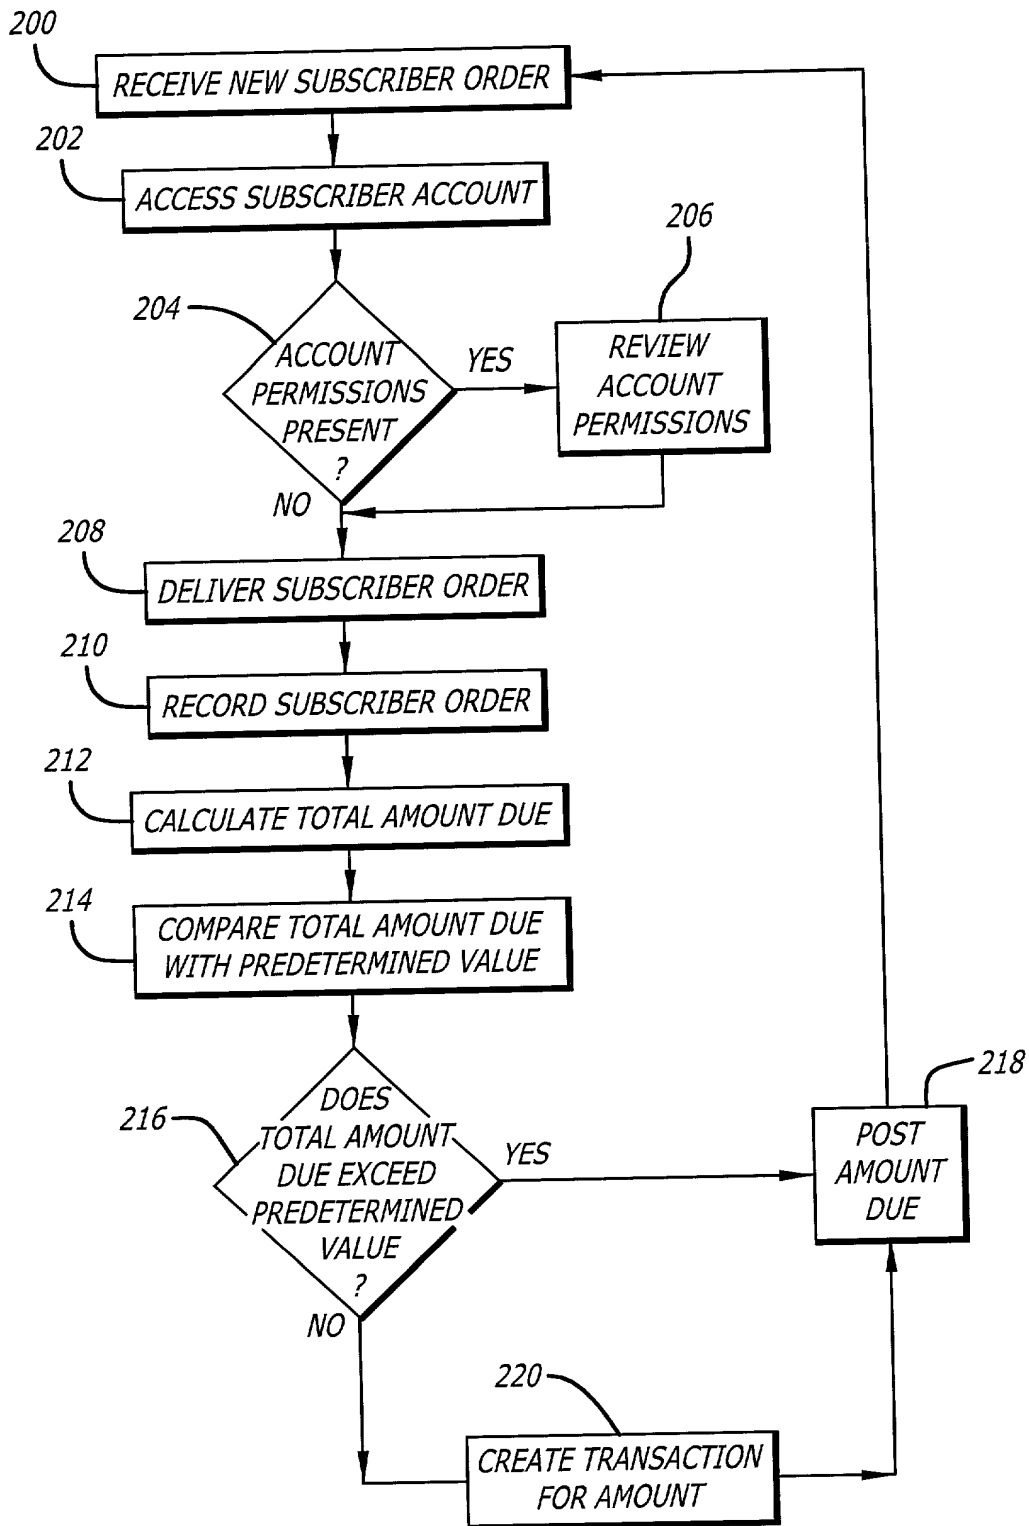 200
RECEIVE NEW SUBSCRIBER ORDER
202
ACCESS SUBSCRIBER ACCOUNT
204
ACCOUNT
PERMISSIONS
PRESENT
?
YES
NO
206
REVIEW
ACCOUNT
PERMISSIONS
208
DELIVER SUBSCRIBER ORDER
210
RECORD SUBSCRIBER ORDER
212
CALCULATE TOTAL AMOUNT DUE
214
COMPARE TOTAL AMOUNT DUE
WITH PREDETERMINED VALUE
216
DOES
TOTAL AMOUNT
DUE EXCEED
PREDETERMINED
VALUE
?
YES
NO
218
POST
AMOUNT
DUE
220
CREATE TRANSACTION
FOR AMOUNT